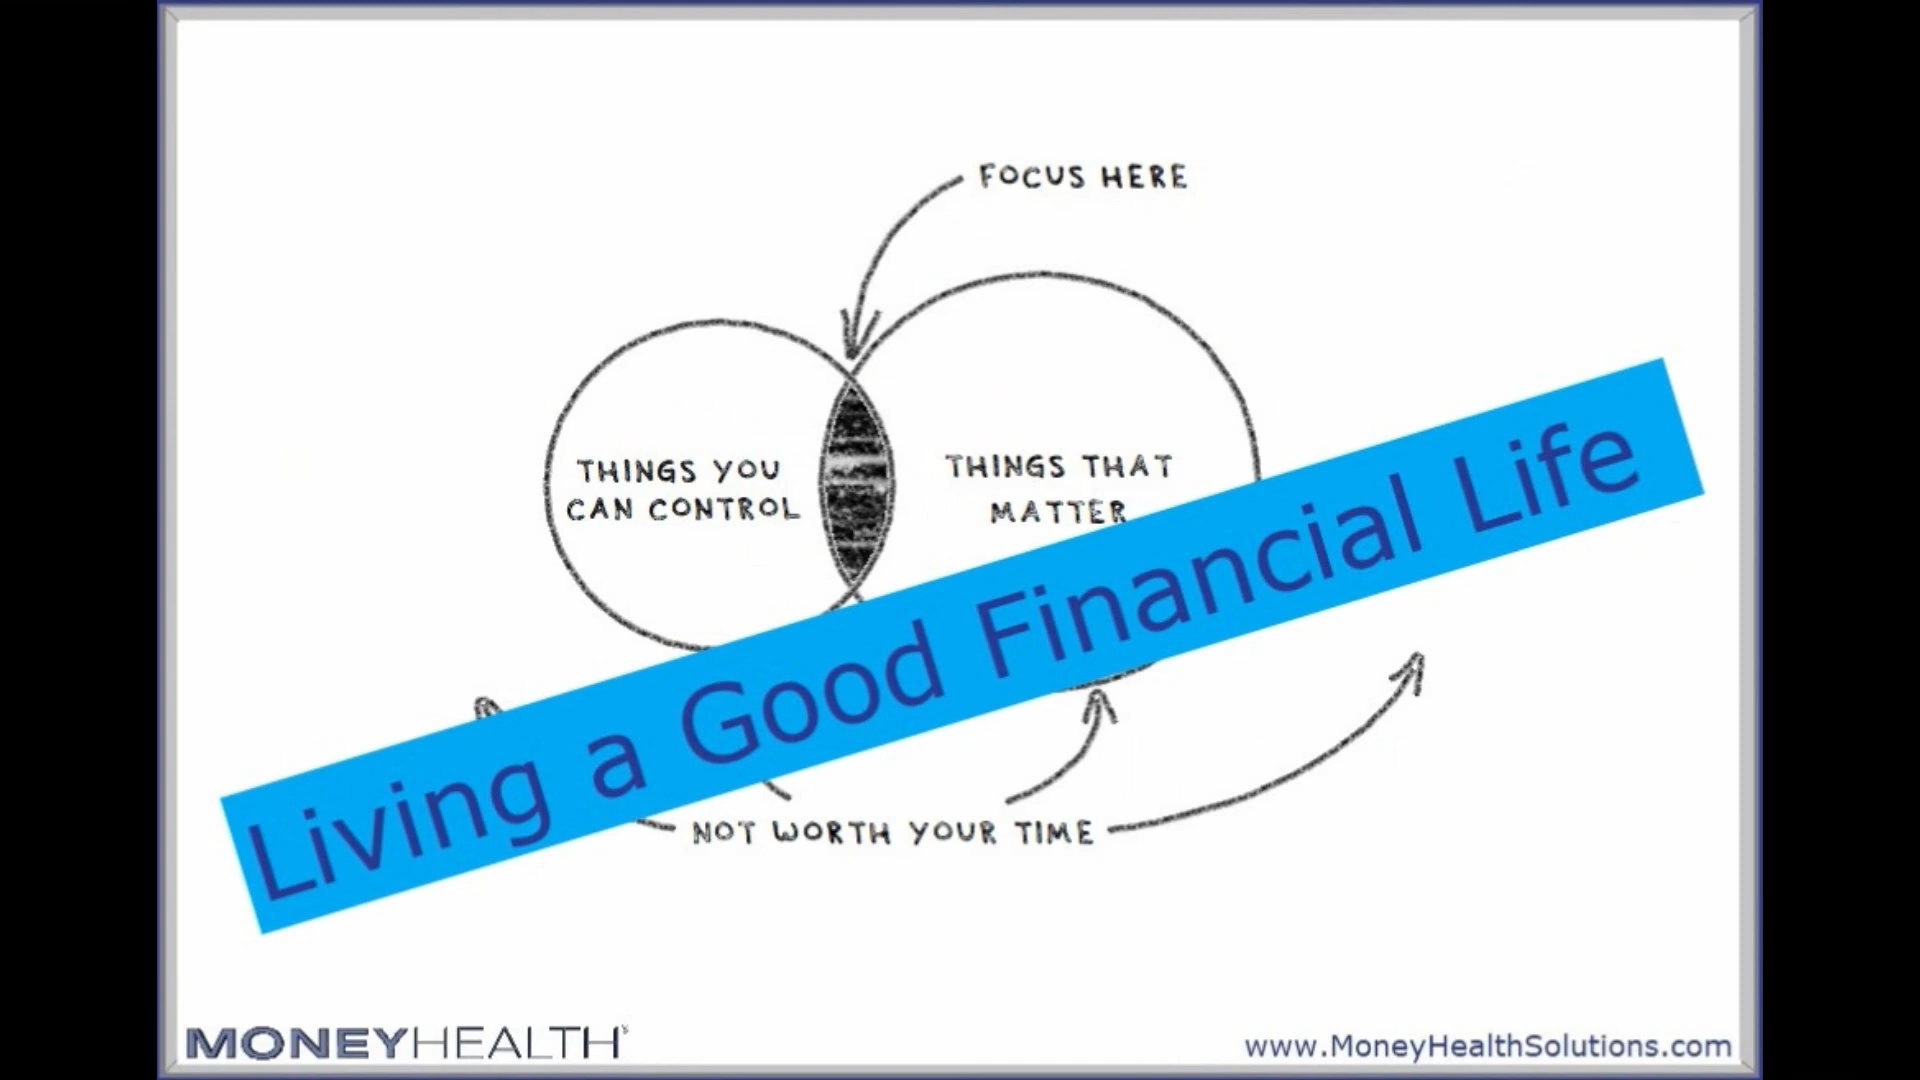 FOCUS HERE
THINGS YOU
CAN CONTROL
THINGS THAT
MATTER
Living a Good Financial Life
NOT WORTH YOUR TIME
MONEYHEALTH
www.MoneyHealthSolutions.com